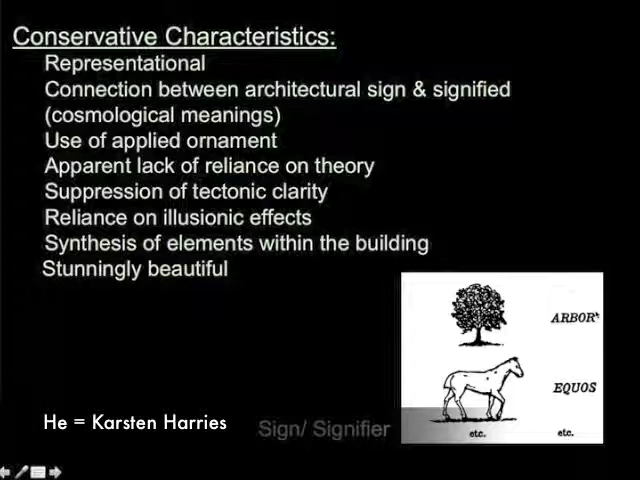 Conservative Characteristics:
Representational
Connection between architectural sign & signified
(cosmological meanings)
Use of applied ornament
Apparent lack of reliance on theory
Suppression of tectonic clarity
Reliance on illusionic effects
Synthesis of elements within the building
Stunningly beautiful
ARBOR
EQUOS
etc. etc.
He = Karsten Harries
Sign/ Signifier